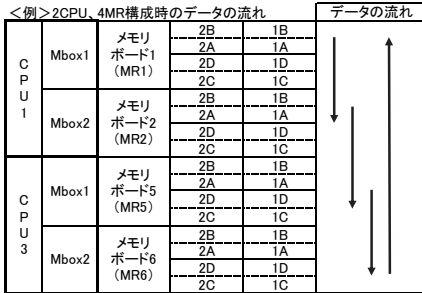 <例>2CPU、4MR構成時のデータの流れ データの流れ
CPU1 Mbox1 メモリボード1(MR1) 2B 1B
2A 1A
2D 1D
2C 1C
Mbox2 メモリボード2(MR2) 2B 1B
2A 1A
2D 1D
2C 1C
CPU3 Mbox1 メモリボード5(MR5) 2B 1B
2A 1A
2D 1D
2C 1C
Mbox2 メモリボード6(MR6) 2B 1B
2A 1A
2D 1D
2C 1C